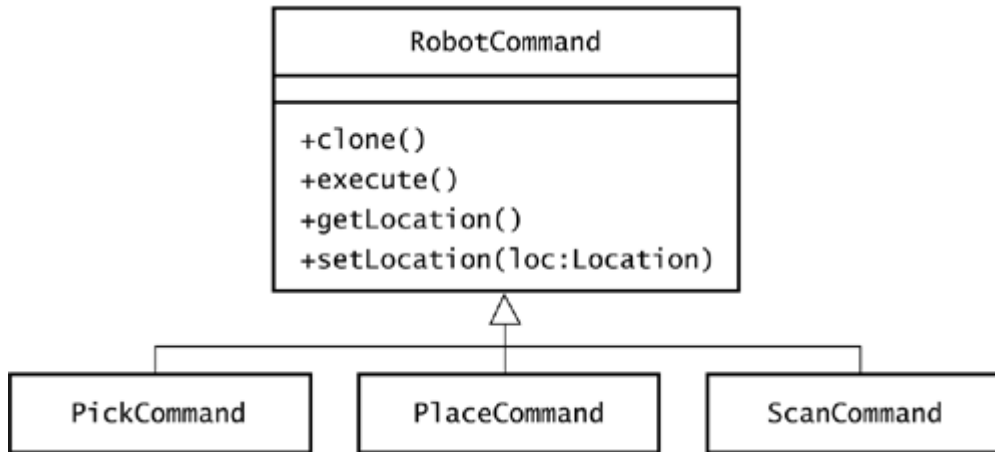 RobotCommand
+clone()
+execute()
+getLocation()
+setLocation(loc:Location)
PickCommand
PlaceCommand
ScanCommand